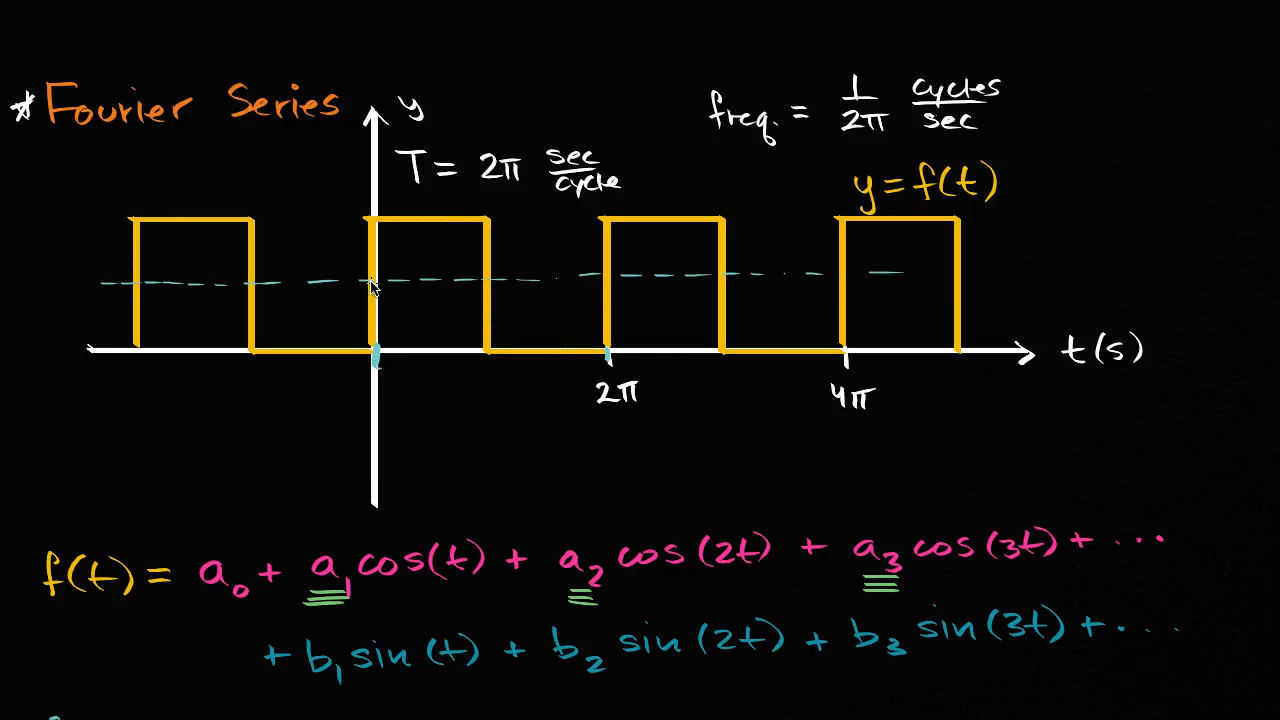 * Fourier Series
y
freq. = 1/2π cycles/sec
T = 2π sec/cycle
y = f(t)
t(s)
2π
4π
f(t) = a₀ + a₁ cos(t) + a₂ cos(2t) + a₃ cos(3t) + ...
+ b₁ sin(t) + b₂ sin(2t) + b₃ sin(3t) + ...